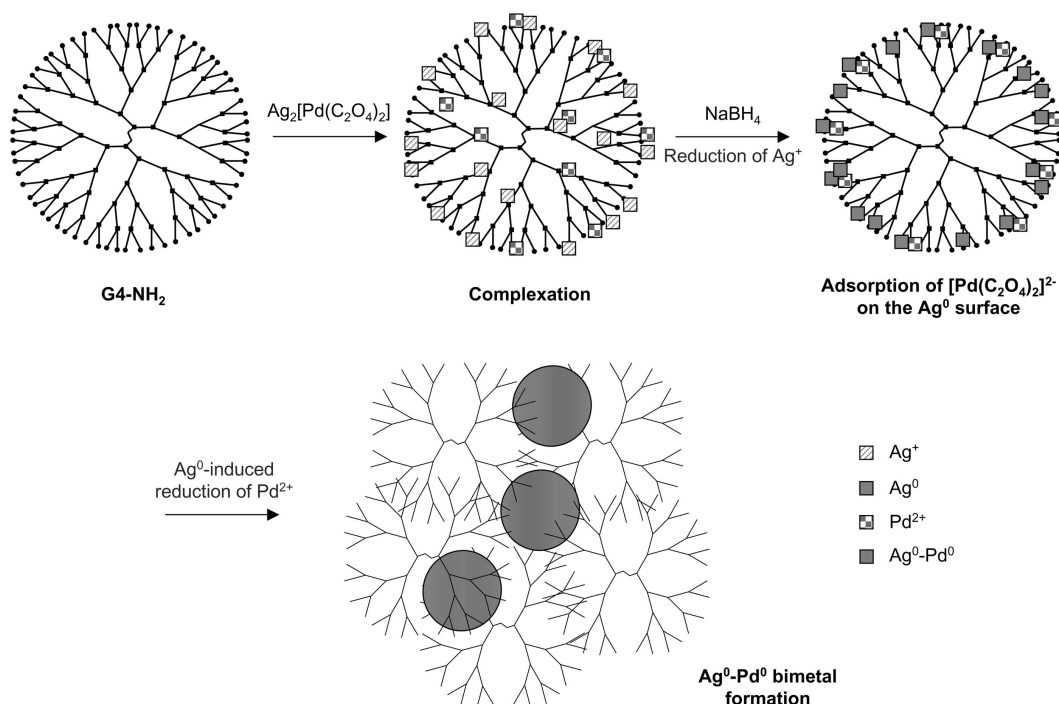 Ag₂[Pd(C₂O₄)₂]
NaBH₄
Reduction of Ag⁺
G4-NH₂
Complexation
Adsorption of [Pd(C₂O₄)₂]²⁻
on the Ag⁰ surface
Ag⁰-induced
reduction of Pd²⁺
Ag⁺
Ag⁰
Pd²⁺
Ag⁰-Pd⁰
Ag⁰-Pd⁰ bimetal
formation